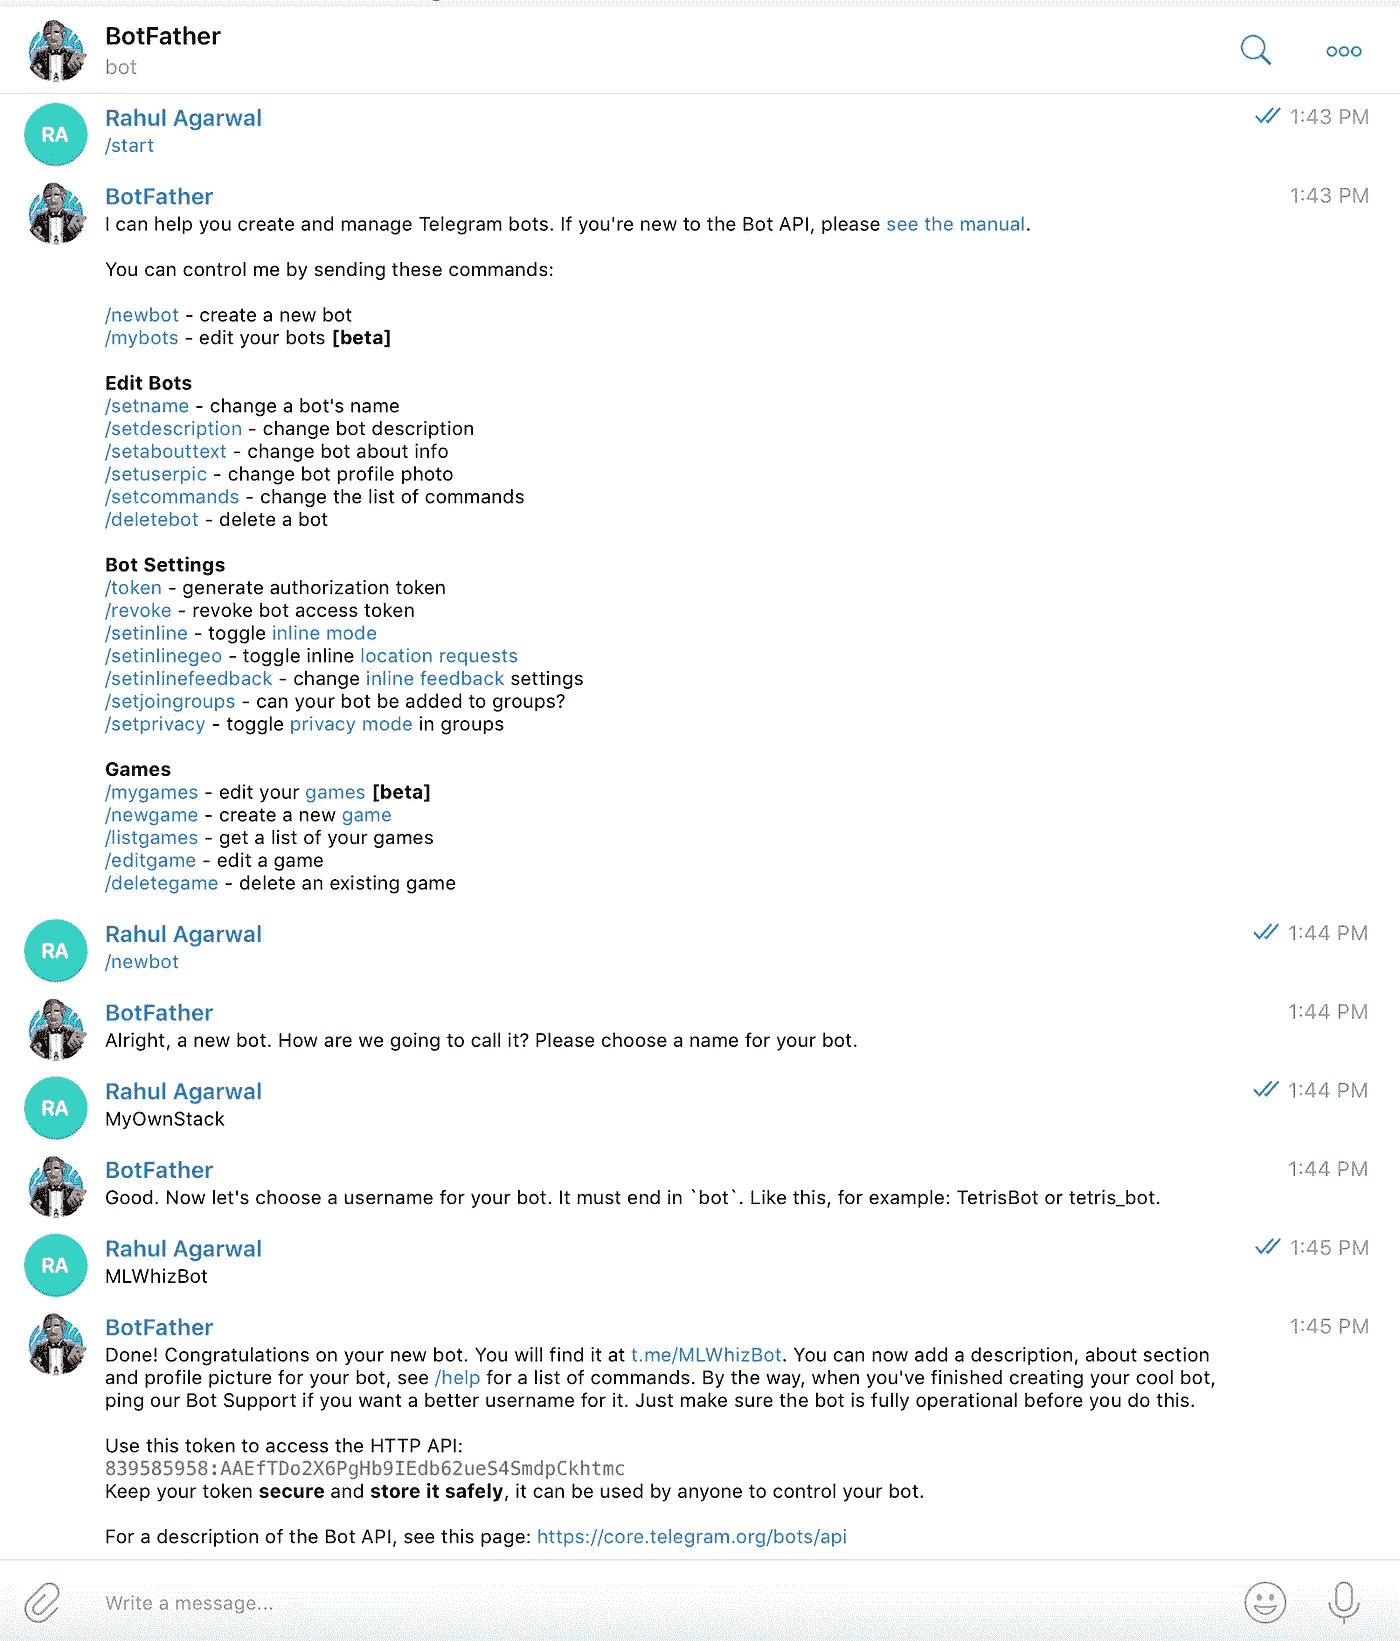 BotFather
bot
Rahul Agarwal
1:43 PM
RA
/start
BotFather
1:43 PM
I can help you create and manage Telegram bots. If you're new to the Bot API, please see the manual.
You can control me by sending these commands:
/newbot - create a new bot
/mybots - edit your bots [beta]
Edit Bots
/setname - change a bot's name
/setdescription - change bot description
/setabouttext - change bot about info
/setuserpic - change bot profile photo
/setcommands - change the list of commands
/deletebot - delete a bot
Bot Settings
/token - generate authorization token
/revoke - revoke bot access token
/setinline - toggle inline mode
/setinlinegeo - toggle inline location requests
/setinlinefeedback - change inline feedback settings
/setjoingroups - can your bot be added to groups?
/setprivacy - toggle privacy mode in groups
Games
/mygames - edit your games [beta]
/newgame - create a new game
/listgames - get a list of your games
/editgame - edit a game
/deletegame - delete an existing game
Rahul Agarwal
1:44 PM
RA
/newbot
BotFather
1:44 PM
Alright, a new bot. How are we going to call it? Please choose a name for your bot.
Rahul Agarwal
1:44 PM
RA
MyOwnStack
BotFather
1:44 PM
Good. Now let's choose a username for your bot. It must end in `bot`. Like this, for example: TetrisBot or tetris_bot.
Rahul Agarwal
1:45 PM
RA
MLWhizBot
BotFather
1:45 PM
Done! Congratulations on your new bot. You will find it at t.me/MLWhizBot. You can now add a description, about section
and profile picture for your bot, see /help for a list of commands. By the way, when you've finished creating your cool bot,
ping our Bot Support if you want a better username for it. Just make sure the bot is fully operational before you do this.
Use this token to access the HTTP API:
839585958:AAEfTDo2X6PgHb9IEdb62ueS4SmdpCkhtmc
Keep your token secure and store it safely, it can be used by anyone to control your bot.
For a description of the Bot API, see this page: https://core.telegram.org/bots/api
Write a message...